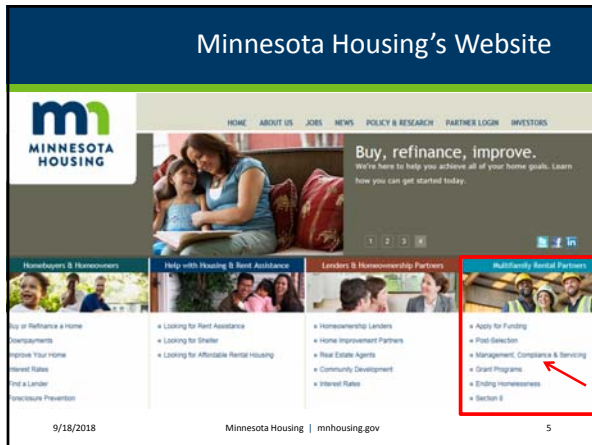 Minnesota Housing's Website
MINNESOTA
HOUSING
HOME ABOUT US JOBS NEWS POLICY & RESEARCH PARTNER LOGIN INVESTORS
Buy, refinance, improve.
We're here to help you achieve all of your home goals. Learn
how you can get started today.
1 2 3 4
Homebuyers & Homeowners
Buy or Refinance a Home
Downpayments
Improve Your Home
Interest Rates
Find a Lender
Foreclosure Prevention
Help with Housing & Rent Assistance
» Looking for Rent Assistance
» Looking for Shelter
» Looking for Affordable Rental Housing
Lenders & Homeownership Partners
» Homeownership Lenders
» Home Improvement Partners
» Real Estate Agents
» Community Development
» Interest Rates
Multifamily Rental Partners
» Apply for Funding
» Post-Selection
» Management, Compliance & Servicing
» Grant Programs
» Ending Homelessness
» Section 8
9/18/2018 Minnesota Housing | mnhousing.gov 5